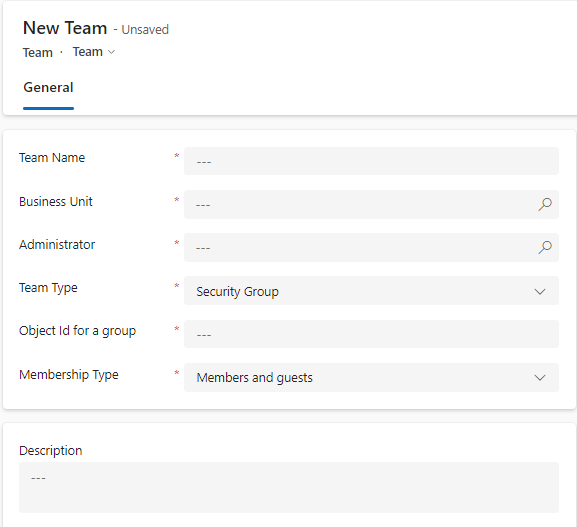 New Team - Unsaved
Team · Team
General
Team Name * ---
Business Unit * ---
Administrator * ---
Team Type * Security Group
Object Id for a group * ---
Membership Type * Members and guests
Description
---